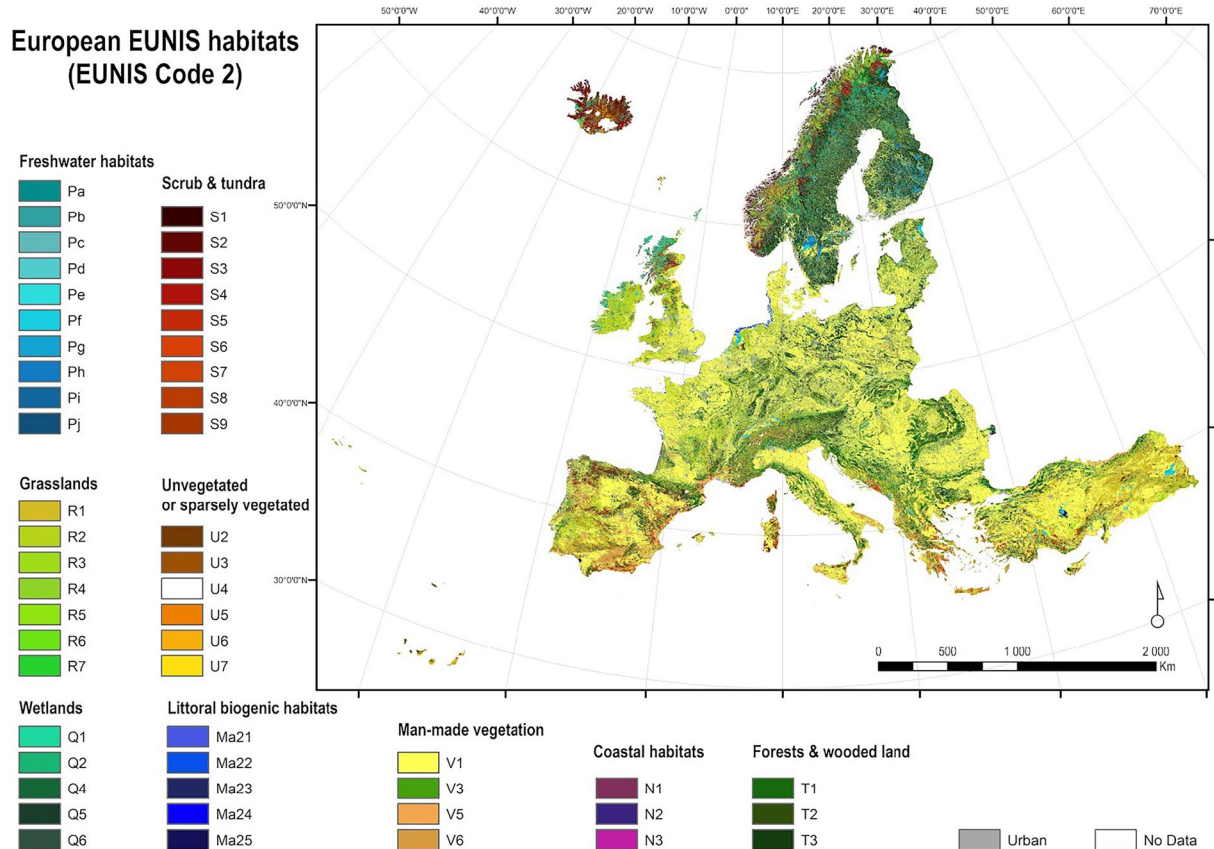 European EUNIS habitats
(EUNIS Code 2)
50°0'0"W 40°0'0"W 30°0'0"W 20°0'0"W 10°0'0"W 0°0'0" 10°0'0"E 20°0'0"E 30°0'0"E 40°0'0"E 50°0'0"E 60°0'0"E 70°0'0"E
50°0'0"N
40°0'0"N
30°0'0"N
Freshwater habitats
Pa
Pb
Pc
Pd
Pe
Pf
Pg
Ph
Pi
Pj
Scrub & tundra
S1
S2
S3
S4
S5
S6
S7
S8
S9
Grasslands
R1
R2
R3
R4
R5
R6
R7
Unvegetated
or sparsely vegetated
U2
U3
U4
U5
U6
U7
0 500 1 000 2 000
Km
Wetlands
Q1
Q2
Q4
Q5
Q6
Littoral biogenic habitats
Ma21
Ma22
Ma23
Ma24
Ma25
Man-made vegetation
V1
V3
V5
V6
Coastal habitats
N1
N2
N3
Forests & wooded land
T1
T2
T3
Urban
No Data